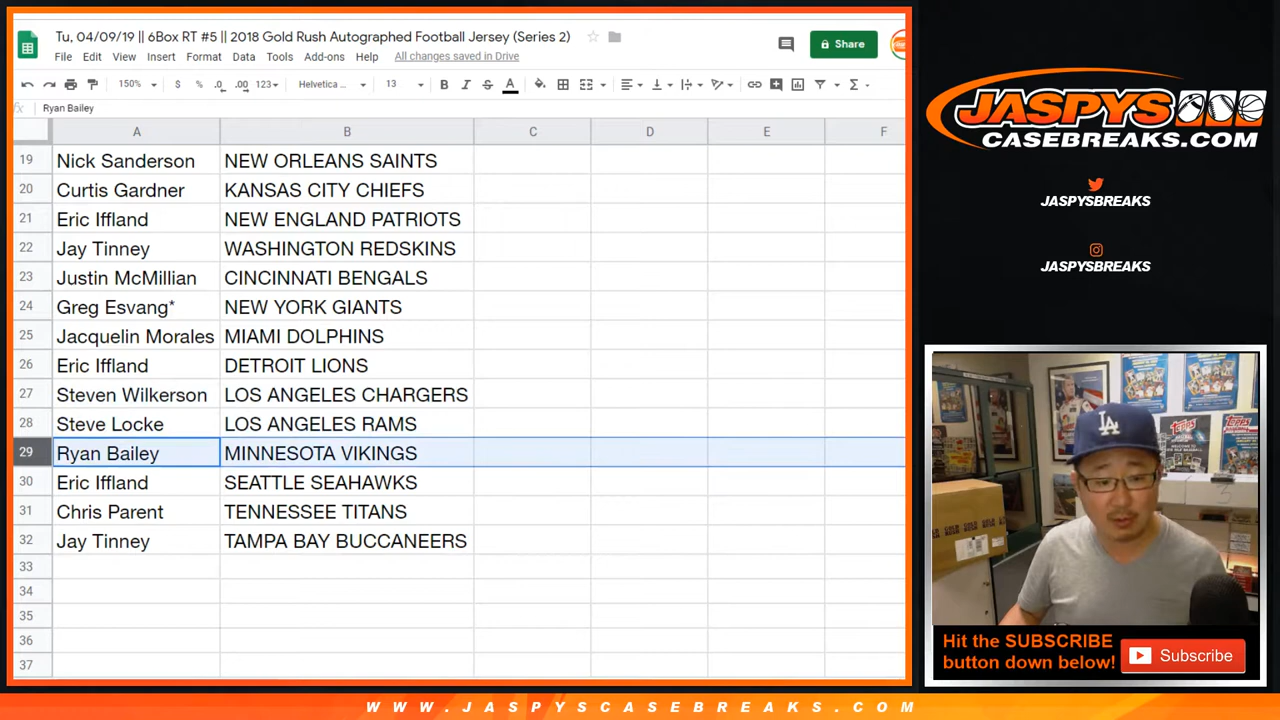 Tu, 04/09/19 || 6Box RT #5 || 2018 Gold Rush Autographed Football Jersey (Series 2)
File Edit View Insert Format Data Tools Add-ons Help All changes saved in Drive
Share
150% $ % .0 .00 123 Helvetica ... 13 B I S A
Ryan Bailey
A B C D E F
19 Nick Sanderson NEW ORLEANS SAINTS
20 Curtis Gardner KANSAS CITY CHIEFS
21 Eric Iffland NEW ENGLAND PATRIOTS
22 Jay Tinney WASHINGTON REDSKINS
23 Justin McMillian CINCINNATI BENGALS
24 Greg Esvang* NEW YORK GIANTS
25 Jacquelin Morales MIAMI DOLPHINS
26 Eric Iffland DETROIT LIONS
27 Steven Wilkerson LOS ANGELES CHARGERS
28 Steve Locke LOS ANGELES RAMS
29 Ryan Bailey MINNESOTA VIKINGS
30 Eric Iffland SEATTLE SEAHAWKS
31 Chris Parent TENNESSEE TITANS
32 Jay Tinney TAMPA BAY BUCCANEERS
33
34
35
36
37
JASPYS
CASEBREAKS.COM
JASPYSBREAKS
JASPYSBREAKS
LA
Topps
Hit the SUBSCRIBE
button down below!
Subscribe
WWW.JASPYSCASEBREAKS.COM